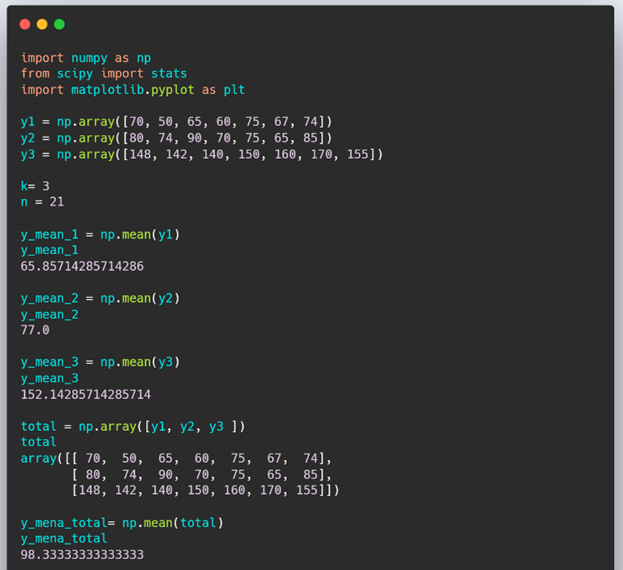 import numpy as np
from scipy import stats
import matplotlib.pyplot as plt
y1 = np.array([70, 50, 65, 60, 75, 67, 74])
y2 = np.array([80, 74, 90, 70, 75, 65, 85])
y3 = np.array([148, 142, 140, 150, 160, 170, 155])
k= 3
n = 21
y_mean_1 = np.mean(y1)
y_mean_1
65.85714285714286
y_mean_2 = np.mean(y2)
y_mean_2
77.0
y_mean_3 = np.mean(y3)
y_mean_3
152.14285714285714
total = np.array([y1, y2, y3 ])
total
array([[ 70,  50,  65,  60,  75,  67,  74],
       [ 80,  74,  90,  70,  75,  65,  85],
       [148, 142, 140, 150, 160, 170, 155]])
y_mena_total= np.mean(total)
y_mena_total
98.33333333333333